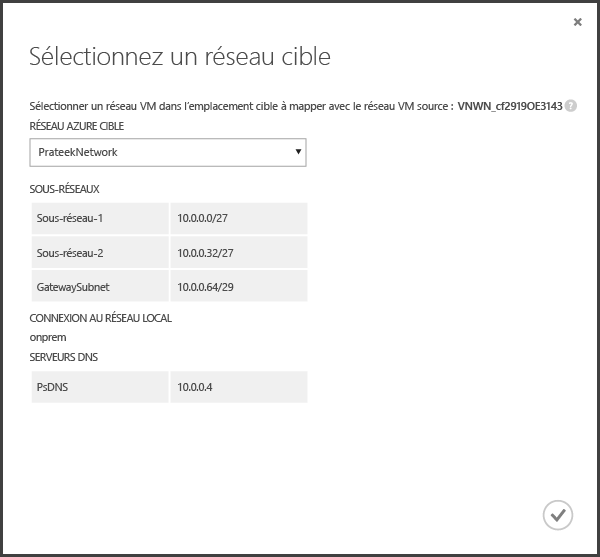 Sélectionnez un réseau cible
Sélectionner un réseau VM dans l'emplacement cible à mapper avec le réseau VM source : VNWN_cf2919OE3143 ?
RÉSEAU AZURE CIBLE
PrateekNetwork
SOUS-RÉSEAUX
Sous-réseau-1 10.0.0.0/27
Sous-réseau-2 10.0.0.32/27
GatewaySubnet 10.0.0.64/29
CONNEXION AU RÉSEAU LOCAL
onprem
SERVEURS DNS
PsDNS 10.0.0.4